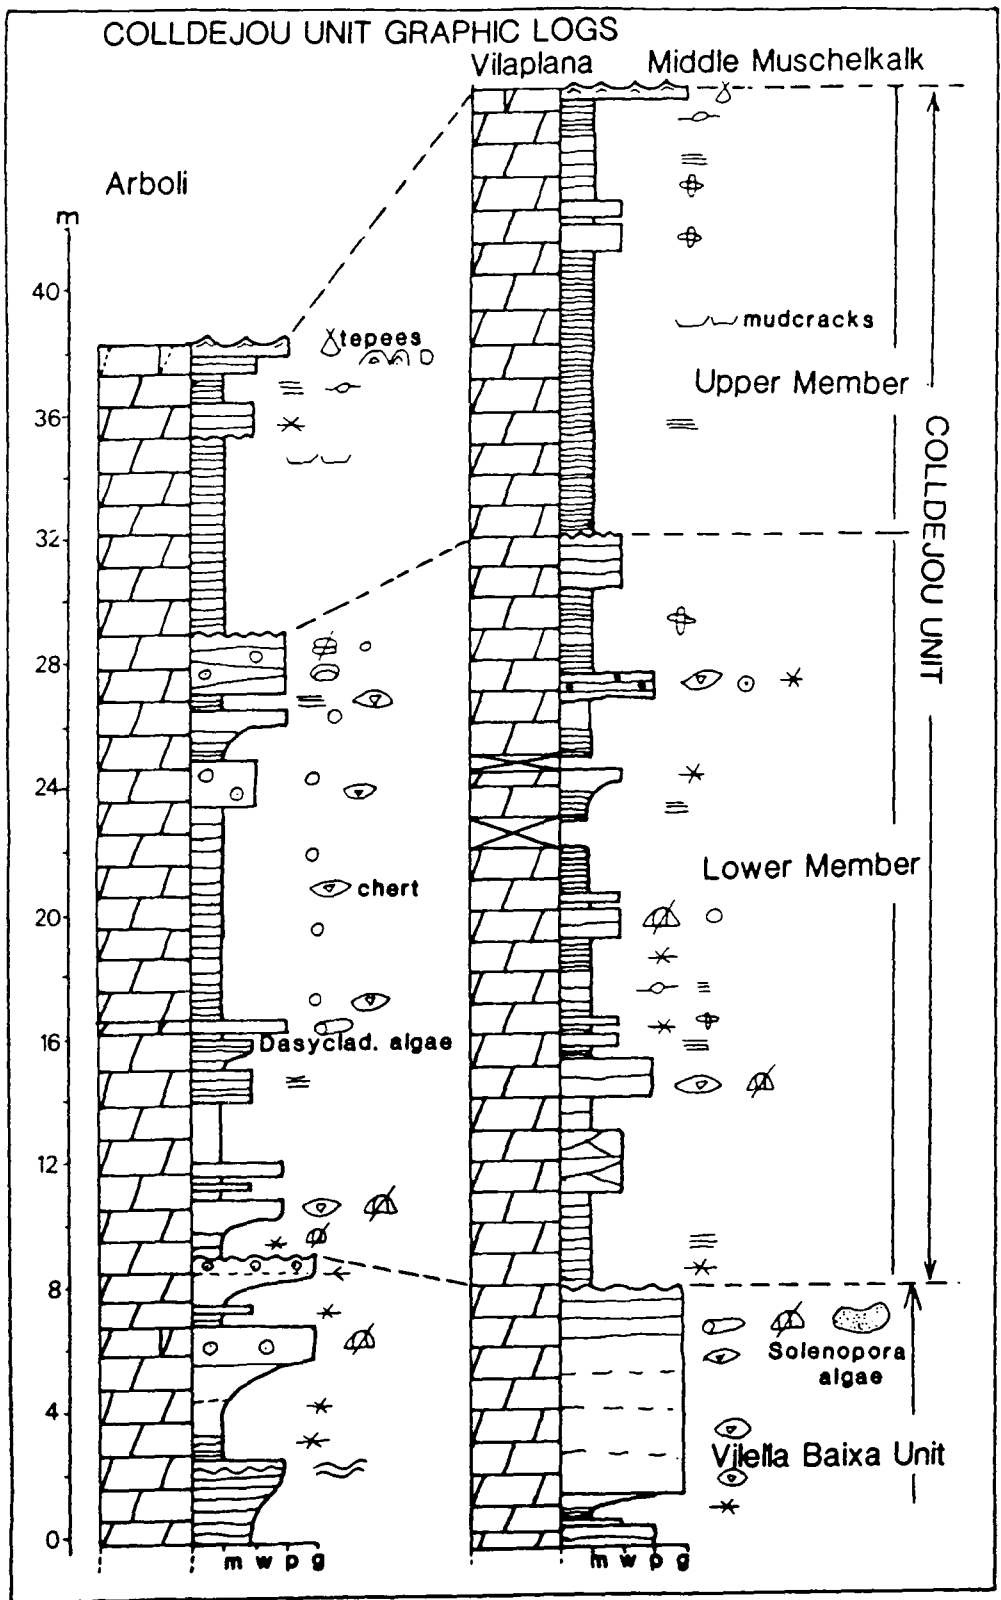 COLLDEJOU UNIT GRAPHIC LOGS
Vilaplana Middle Muschelkalk
Arboli
m
40
36
32
28
24
20
16
12
8
4
0
tepees
chert
Dasyclad. algae
m w p g
mudcracks
Upper Member
COLLDEJOU UNIT
Lower Member
Solenopora
algae
Vilella Baixa Unit
m w p g